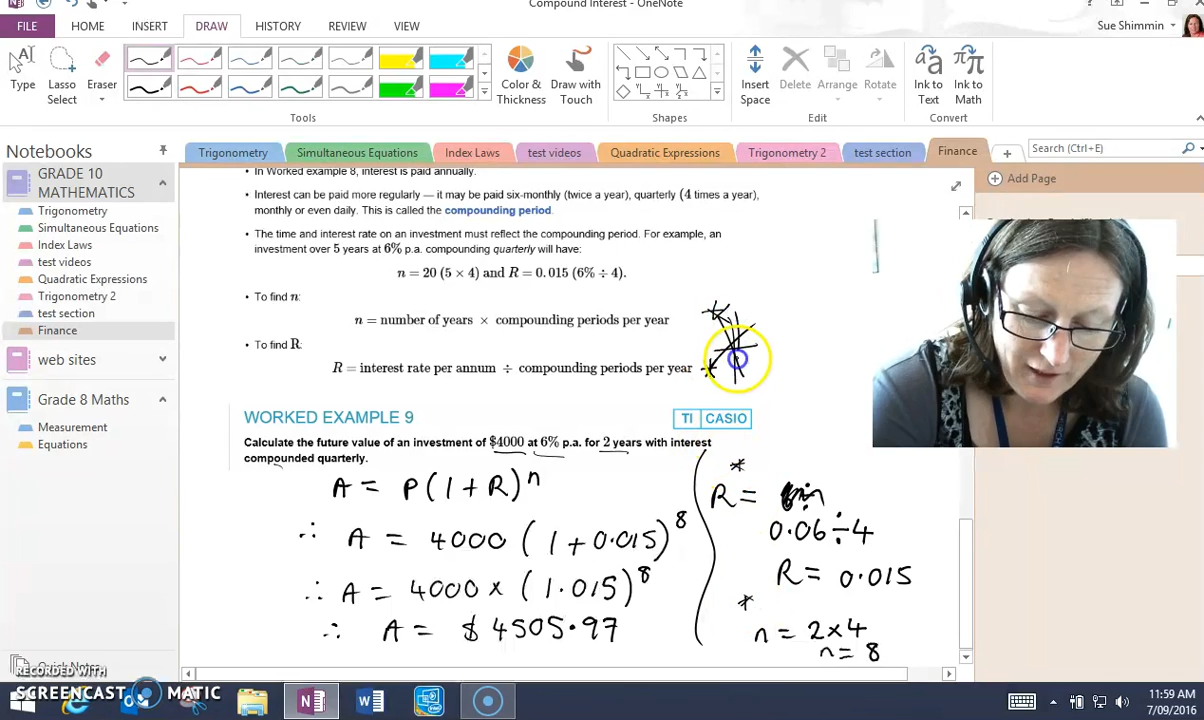 Compound Interest - OneNote
FILE HOME INSERT DRAW HISTORY REVIEW VIEW
Sue Shimmin
Type
Lasso Select
Eraser
Color & Thickness
Draw with Touch
Insert Space
Delete
Arrange
Rotate
Ink to Text
Ink to Math
Tools
Shapes
Edit
Convert
Notebooks
Trigonometry Simultaneous Equations Index Laws test videos Quadratic Expressions Trigonometry 2 test section Finance
Search (Ctrl+E)
Add Page
GRADE 10 MATHEMATICS
Trigonometry
Simultaneous Equations
Index Laws
test videos
Quadratic Expressions
Trigonometry 2
test section
Finance
web sites
Grade 8 Maths
Measurement
Equations
• In Worked example 8, interest is paid annually.
• Interest can be paid more regularly — it may be paid six-monthly (twice a year), quarterly (4 times a year),
monthly or even daily. This is called the compounding period.
• The time and interest rate on an investment must reflect the compounding period. For example, an
investment over 5 years at 6% p.a. compounding quarterly will have:
n = 20 (5 × 4) and R = 0.015 (6% ÷ 4).
• To find n:
n = number of years × compounding periods per year
• To find R:
R = interest rate per annum ÷ compounding periods per year
WORKED EXAMPLE 9
TI CASIO
Calculate the future value of an investment of $4000 at 6% p.a. for 2 years with interest
compounded quarterly.
A = P(1 + R)^n
∴ A = 4000 (1 + 0.015)^8
∴ A = 4000 × (1.015)^8
∴ A = $4505.97
*
R =
0.06 ÷ 4
R = 0.015
*
n = 2 × 4
n = 8
Quick Notes
RECORDED WITH
SCREENCAST MATIC
11:59 AM
7/09/2016